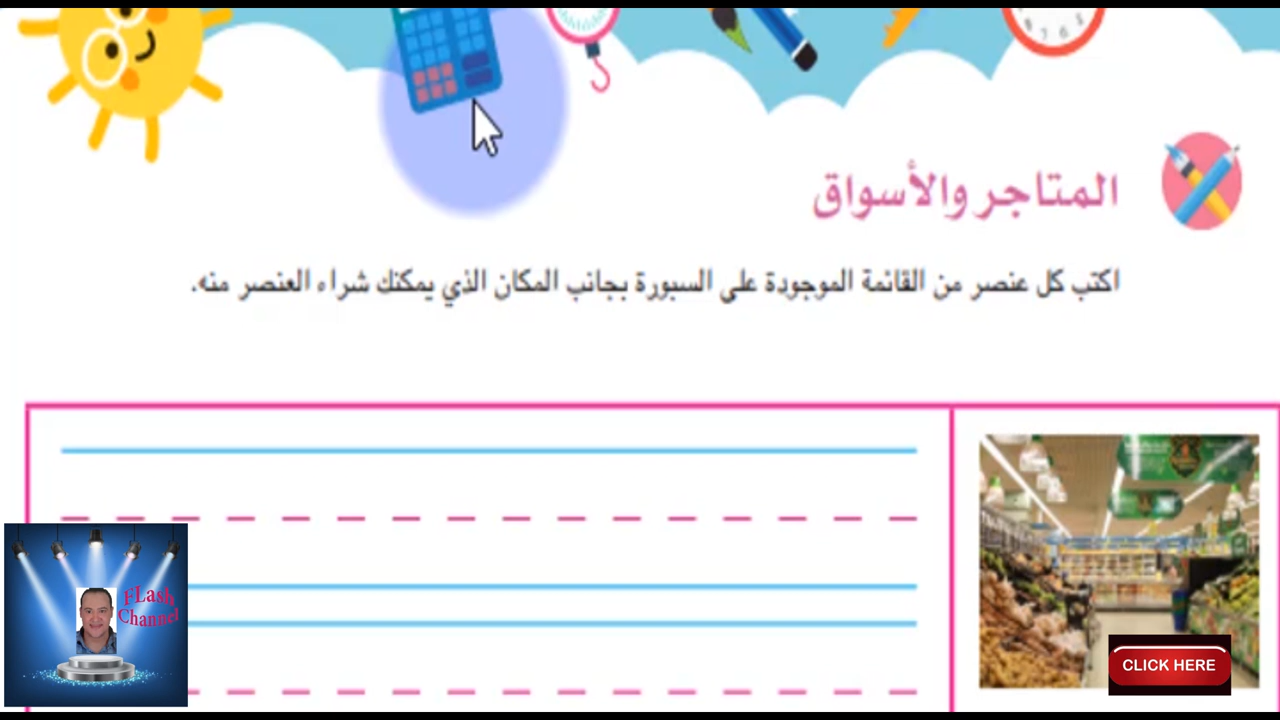 المتاجر والأسواق
اكتب كل عنصر من القائمة الموجودة على السبورة بجانب المكان الذي يمكنك شراء العنصر منه.
FLash
Channel
CLICK HERE